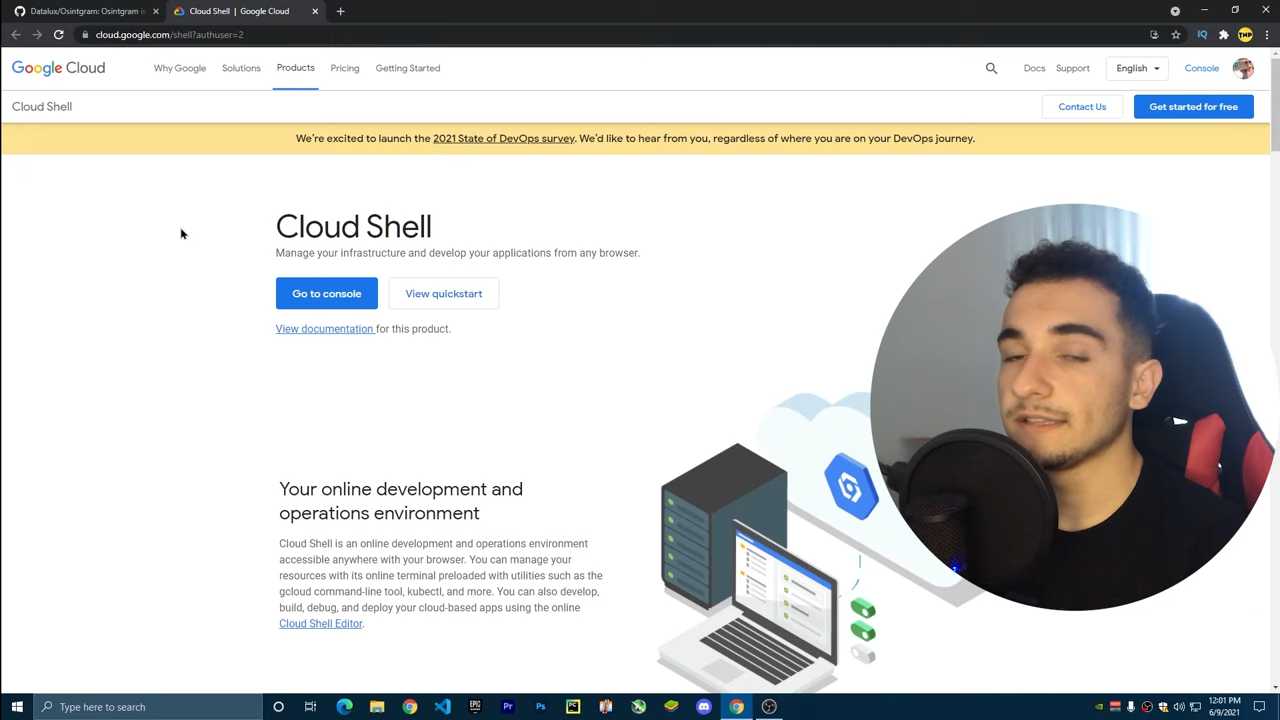 Datalux/Osintgram: Osintgram is
Cloud Shell | Google Cloud
cloud.google.com/shell?authuser=2
IQ
TNP
Google Cloud
Why Google
Solutions
Products
Pricing
Getting Started
Docs
Support
English
Console
Cloud Shell
Contact Us
Get started for free
We're excited to launch the 2021 State of DevOps survey. We'd like to hear from you, regardless of where you are on your DevOps journey.
Cloud Shell
Manage your infrastructure and develop your applications from any browser.
Go to console
View quickstart
View documentation for this product.
Your online development and
operations environment
Cloud Shell is an online development and operations environment
accessible anywhere with your browser. You can manage your
resources with its online terminal preloaded with utilities such as the
gcloud command-line tool, kubectl, and more. You can also develop,
build, debug, and deploy your cloud-based apps using the online
Cloud Shell Editor.
Type here to search
EPIC
Pr
Ps
PC
12:01 PM
6/9/2021